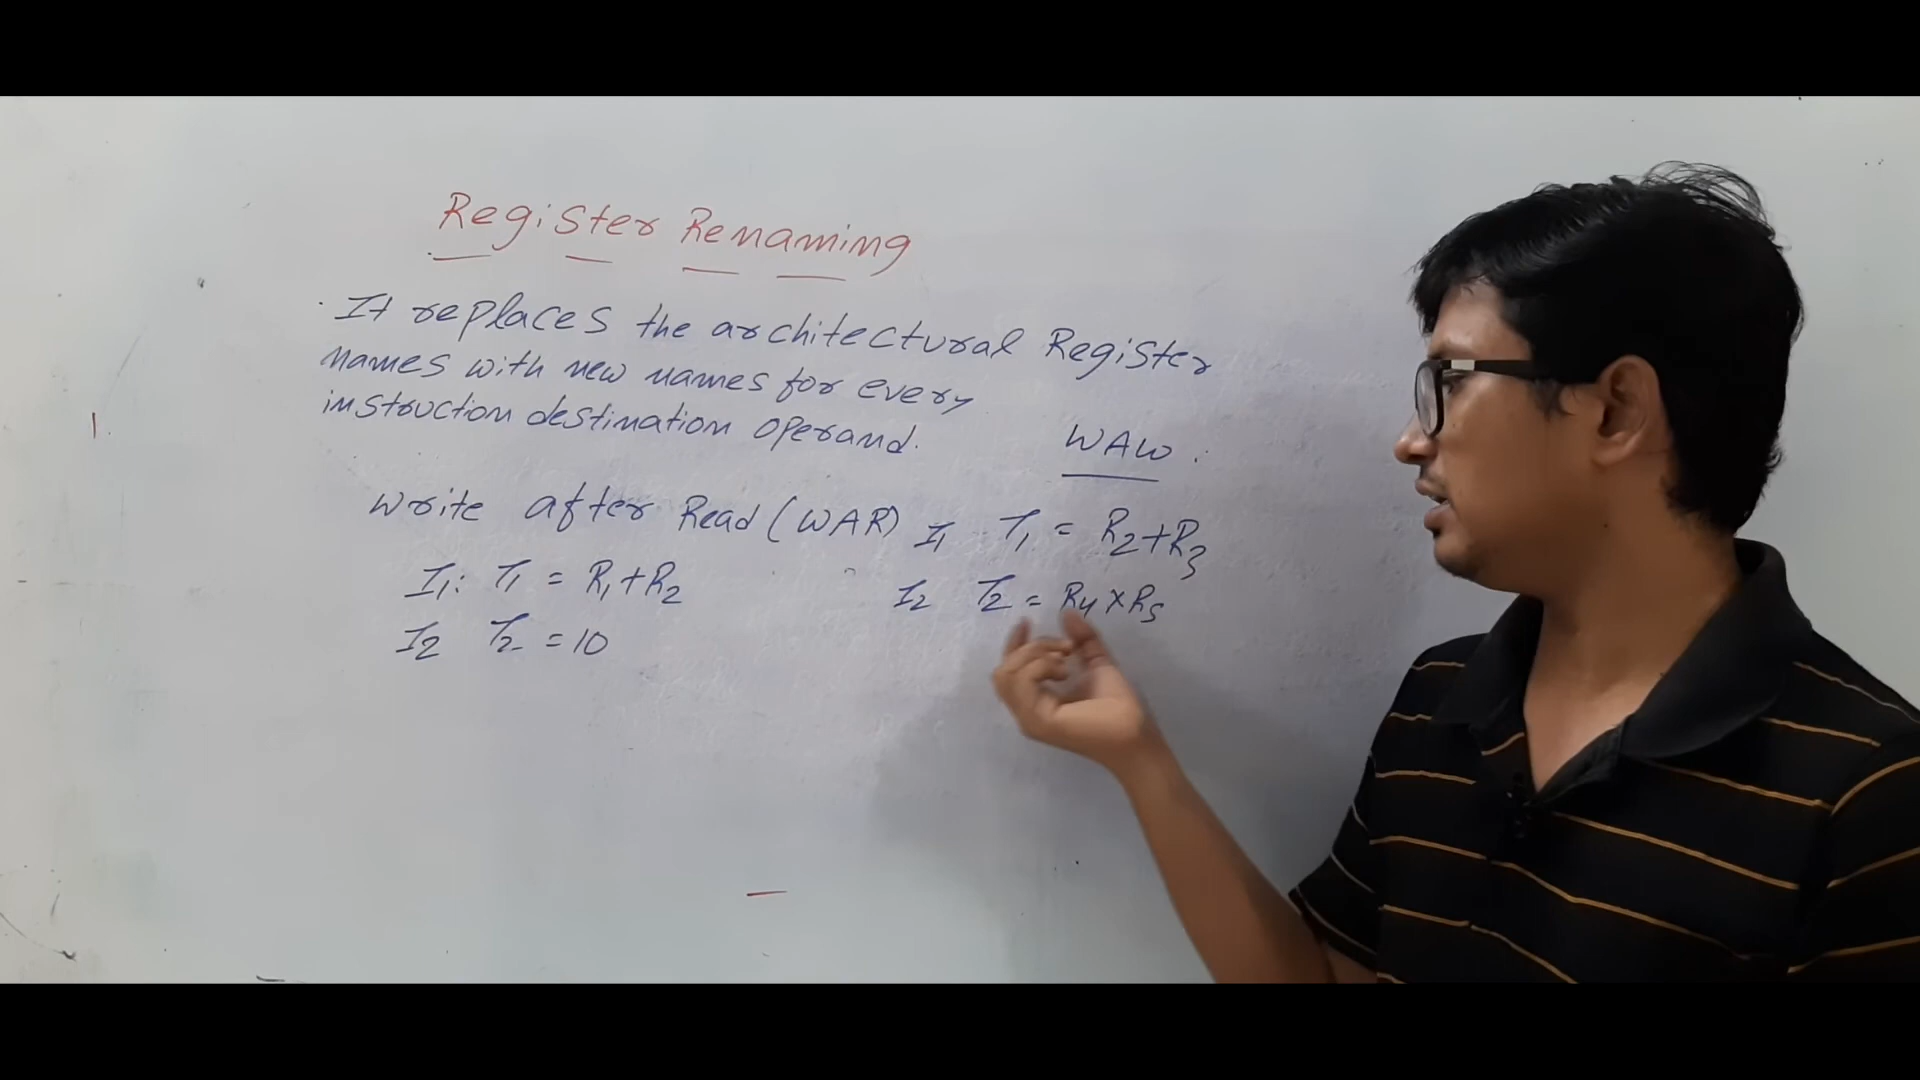 Register Renaming
· It replaces the architectural Register
names with new names for every
instruction destination operand.
Write after Read (WAR)
I1: T1 = R1+R2
I2 T2 = 10
WAW :
I1 T1 = R2+R3
I2 T2 = R4×R5